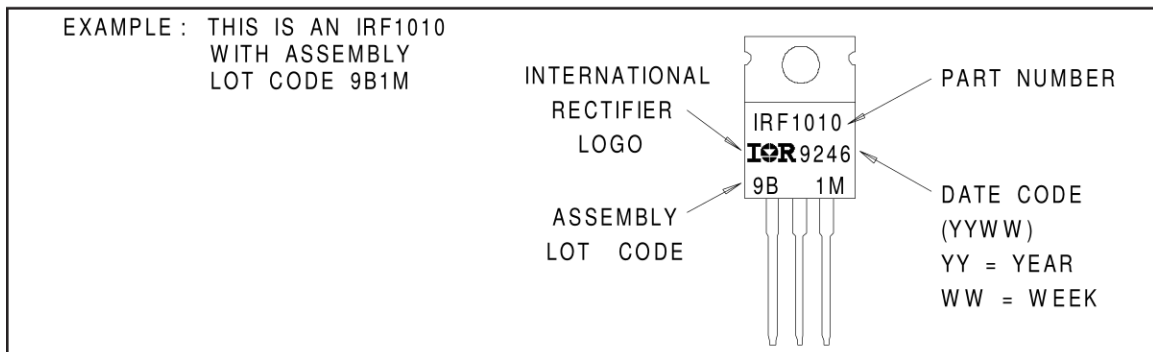 EXAMPLE : THIS IS AN IRF1010
WITH ASSEMBLY
LOT CODE 9B1M
INTERNATIONAL
RECTIFIER
LOGO
ASSEMBLY
LOT CODE
IRF1010
IOR 9246
9B 1M
PART NUMBER
DATE CODE
(YYWW)
YY = YEAR
WW = WEEK